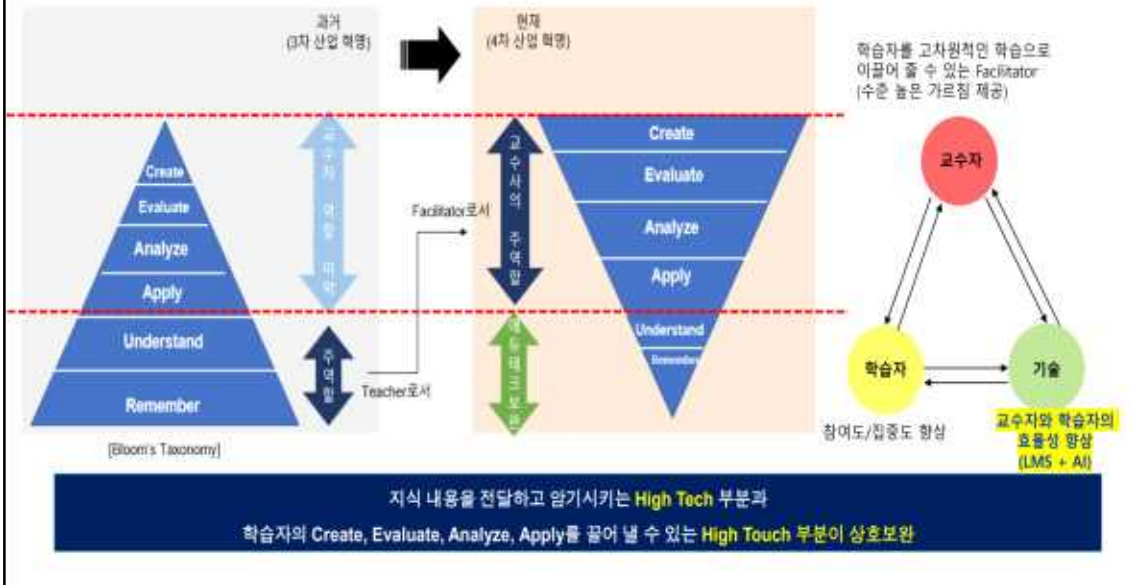 과거
(3차 산업 혁명)
현재
(4차 산업 혁명)
Create
Evaluate
Analyze
Apply
Understand
Remember
[Bloom's Taxonomy]
교수자 역할 미약
주역할
Teacher로서
Facilitator로서
교수사의 주역할
에듀테크보완
Create
Evaluate
Analyze
Apply
Understand
Remember
학습자를 고차원적인 학습으로
이끌어 줄 수 있는 Facilitator
(수준 높은 가르침 제공)
교수자
학습자
기술
참여도/집중도 향상
교수자와 학습자의
효율성 향상
(LMS + AI)
지식 내용을 전달하고 암기시키는 High Tech 부분과
학습자의 Create, Evaluate, Analyze, Apply를 끌어 낼 수 있는 High Touch 부분이 상호보완